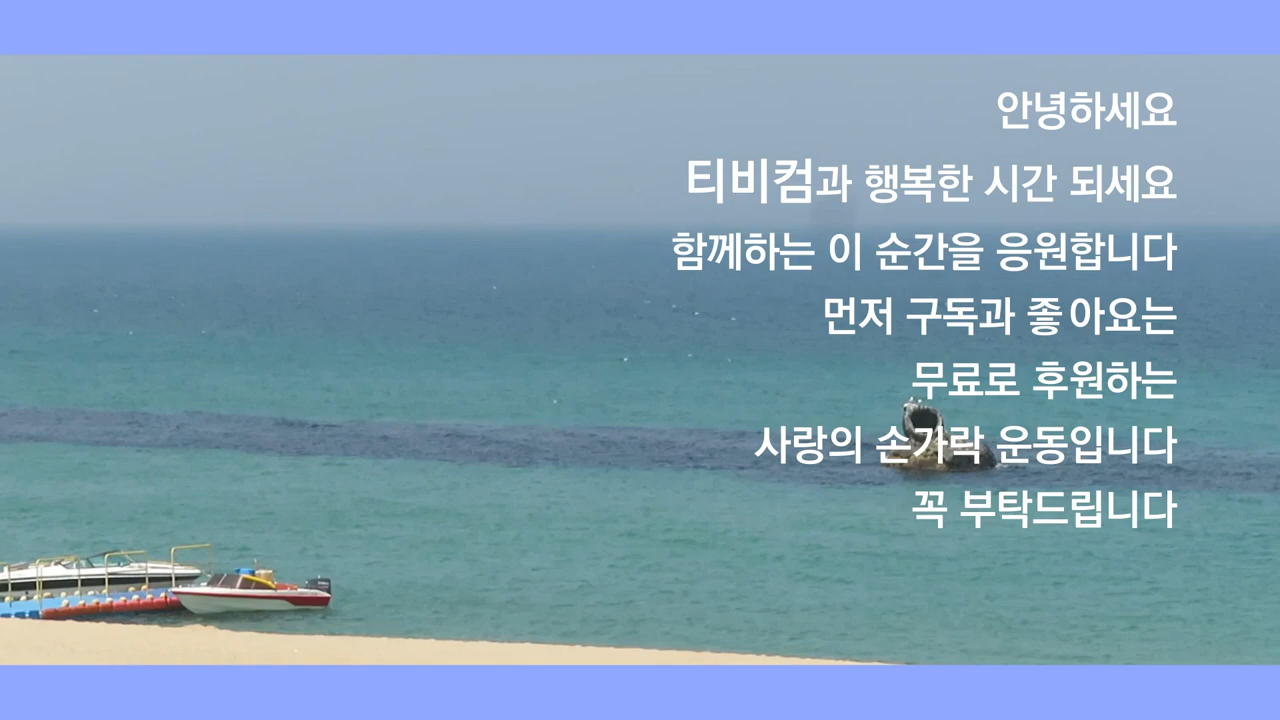 안녕하세요
티비컴과 행복한 시간 되세요
함께하는 이 순간을 응원합니다
먼저 구독과 좋아요는
무료로 후원하는
사랑의 손가락 운동입니다
꼭 부탁드립니다